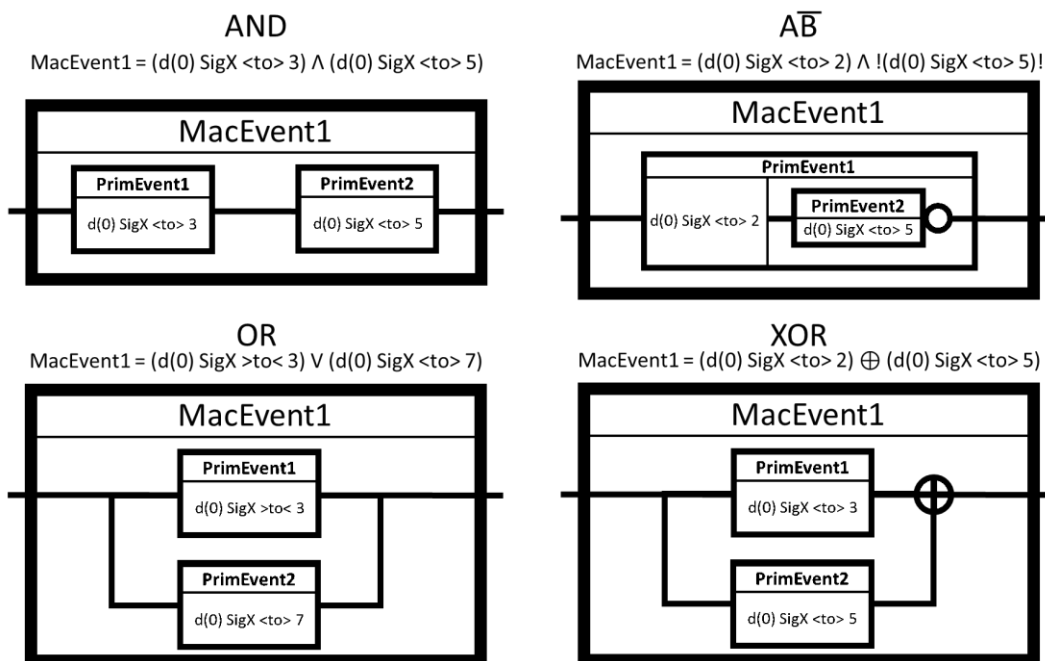 AND
MacEvent1 = (d(0) SigX <to> 3) Λ (d(0) SigX <to> 5)
MacEvent1
PrimEvent1
d(0) SigX <to> 3
PrimEvent2
d(0) SigX <to> 5
AB̅
MacEvent1 = (d(0) SigX <to> 2) Λ !(d(0) SigX <to> 5)!
MacEvent1
PrimEvent1
d(0) SigX <to> 2
PrimEvent2
d(0) SigX <to> 5
OR
MacEvent1 = (d(0) SigX >to< 3) V (d(0) SigX <to> 7)
MacEvent1
PrimEvent1
d(0) SigX >to< 3
PrimEvent2
d(0) SigX <to> 7
XOR
MacEvent1 = (d(0) SigX <to> 2) ⊕ (d(0) SigX <to> 5)
MacEvent1
PrimEvent1
d(0) SigX <to> 3
PrimEvent2
d(0) SigX <to> 5